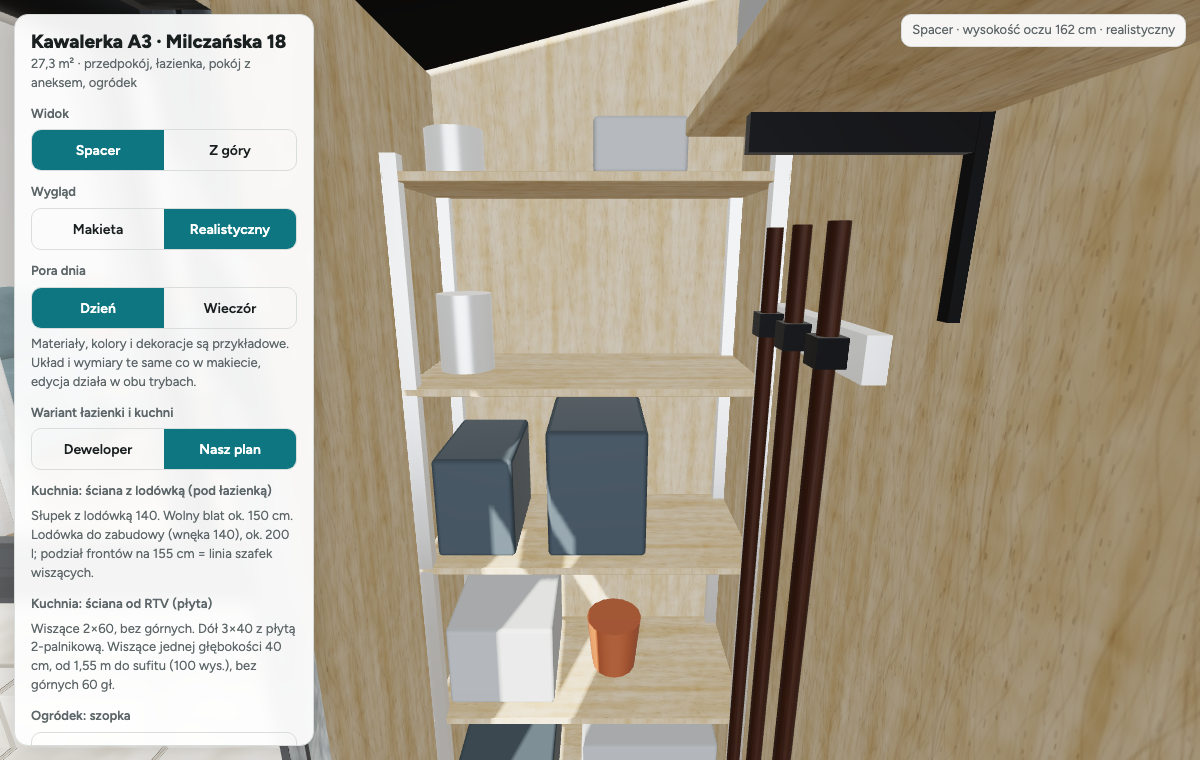 Kawalerka A3 · Milczańska 18
27,3 m² · przedpokój, łazienka, pokój z
aneksem, ogródek
Widok
Spacer
Z góry
Wygląd
Makieta
Realistyczny
Pora dnia
Dzień
Wieczór
Materiały, kolory i dekoracje są przykładowe.
Układ i wymiary te same co w makiecie,
edycja działa w obu trybach.
Wariant łazienki i kuchni
Deweloper
Nasz plan
Kuchnia: ściana z lodówką (pod łazienką)
Słupek z lodówką 140. Wolny blat ok. 150 cm.
Lodówka do zabudowy (wnęka 140), ok. 200
l; podział frontów na 155 cm = linia szafek
wiszących.
Kuchnia: ściana od RTV (płyta)
Wiszące 2×60, bez górnych. Dół 3×40 z płytą
2-palnikową. Wiszące jednej głębokości 40
cm, od 1,55 m do sufitu (100 wys.), bez
górnych 60 gł.
Ogródek: szopka
Spacer · wysokość oczu 162 cm · realistyczny